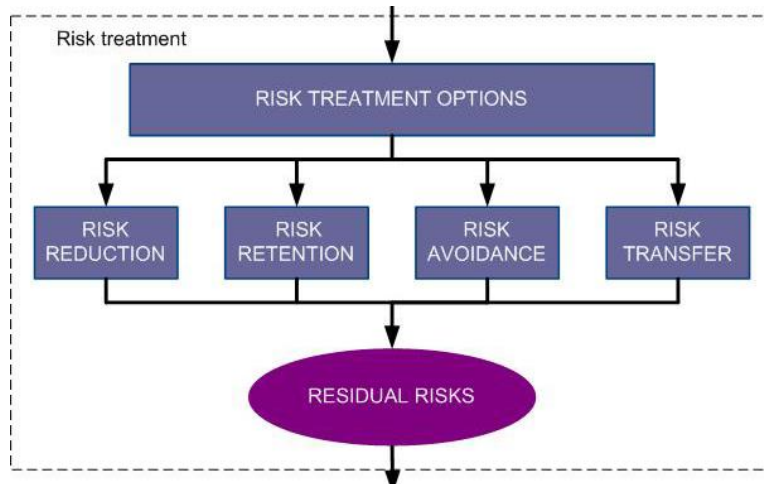 Risk treatment
RISK TREATMENT OPTIONS
RISK
REDUCTION
RISK
RETENTION
RISK
AVOIDANCE
RISK
TRANSFER
RESIDUAL RISKS